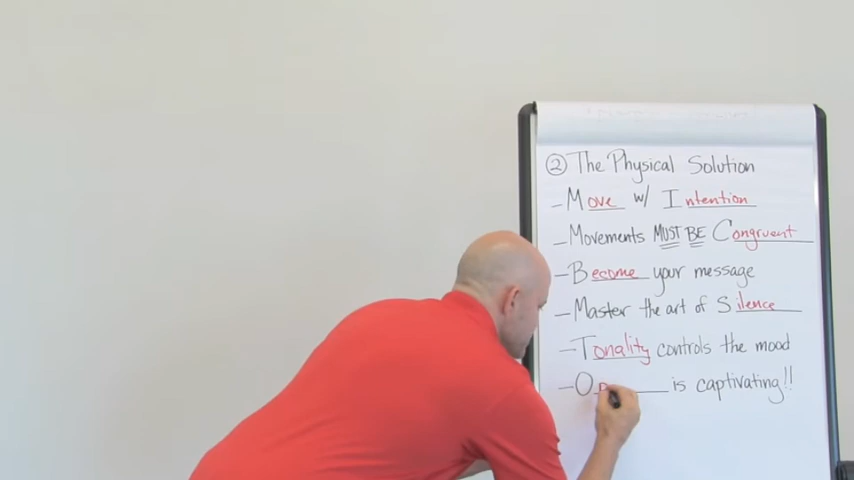 ② The Physical Solution
- Move w/ Intention
- Movements MUST BE Congruent
- Become your message
- Master the art of Silence
- Tonality controls the mood
- O is captivating!!